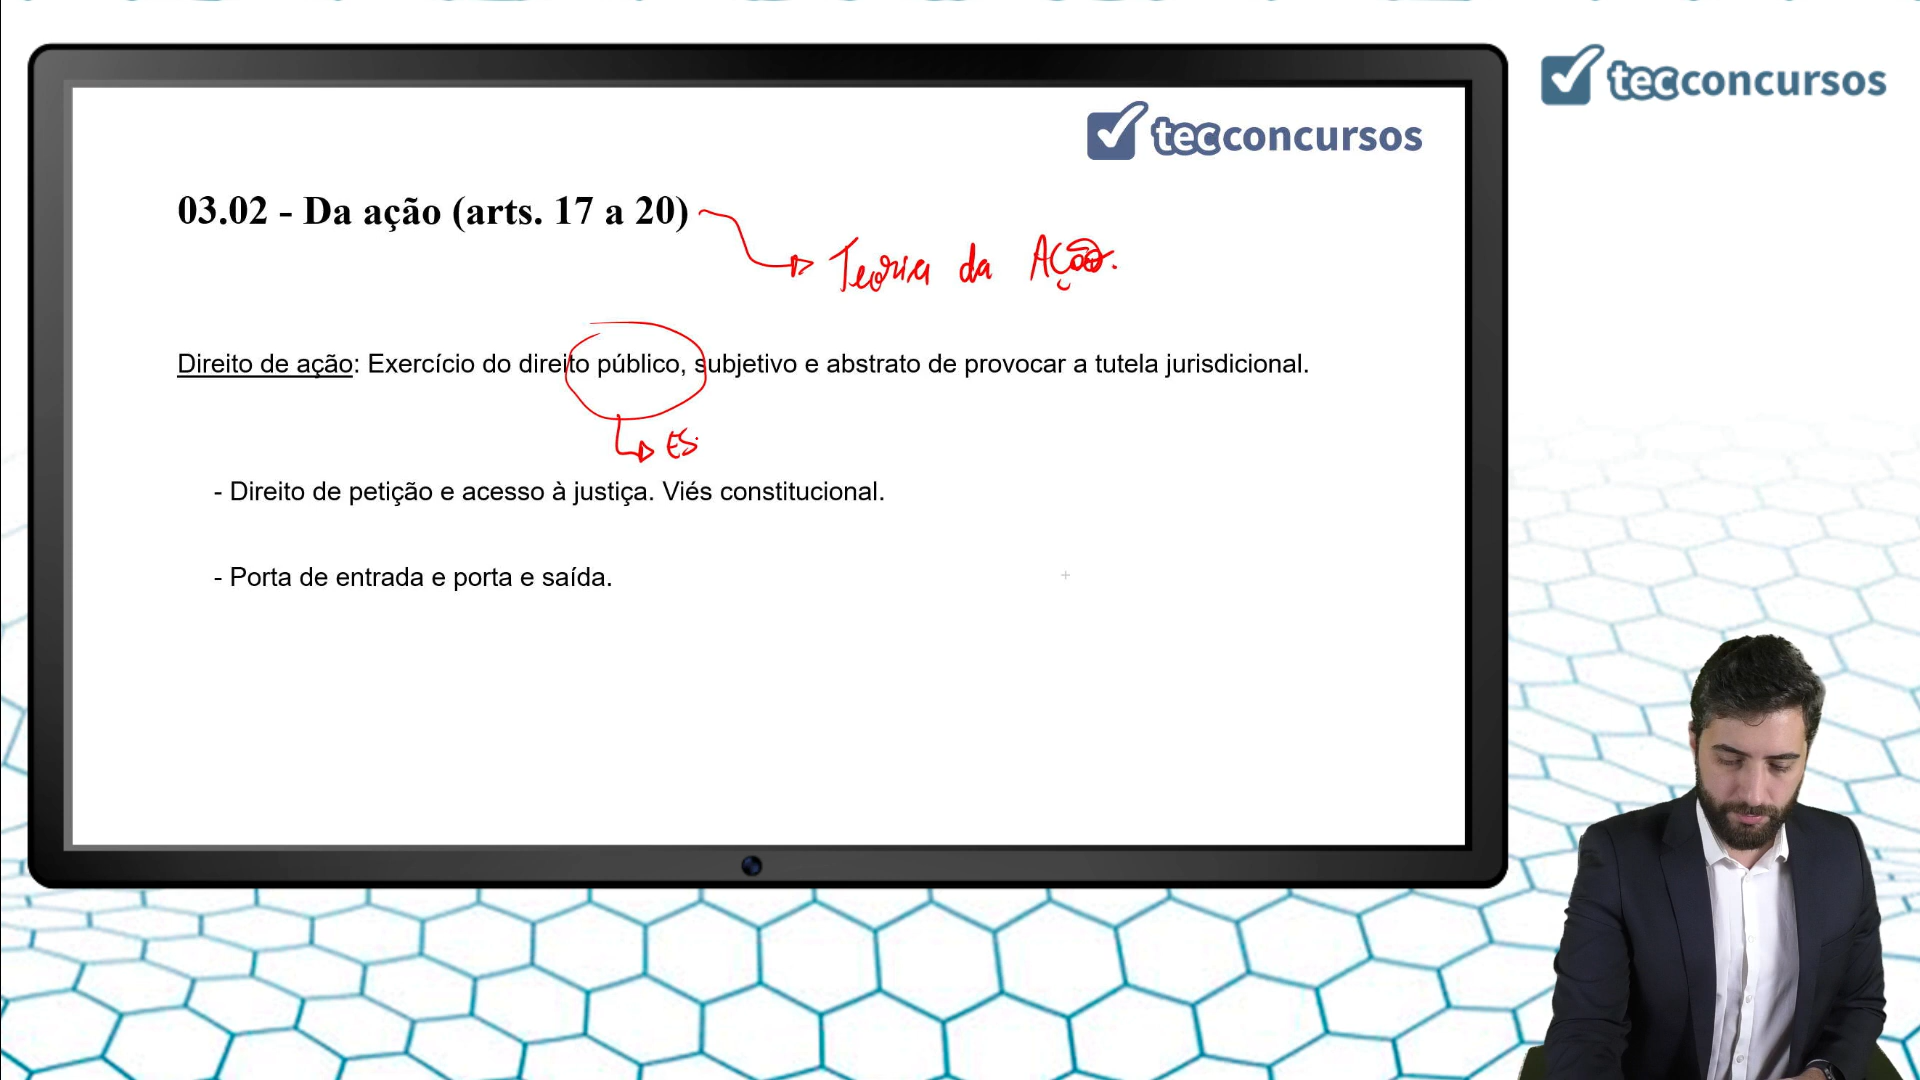 tecconcursos
tecconcursos
03.02 - Da ação (arts. 17 a 20)
Teoria da Ação.
Direito de ação: Exercício do direito público, subjetivo e abstrato de provocar a tutela jurisdicional.
ES
- Direito de petição e acesso à justiça. Viés constitucional.
- Porta de entrada e porta e saída.